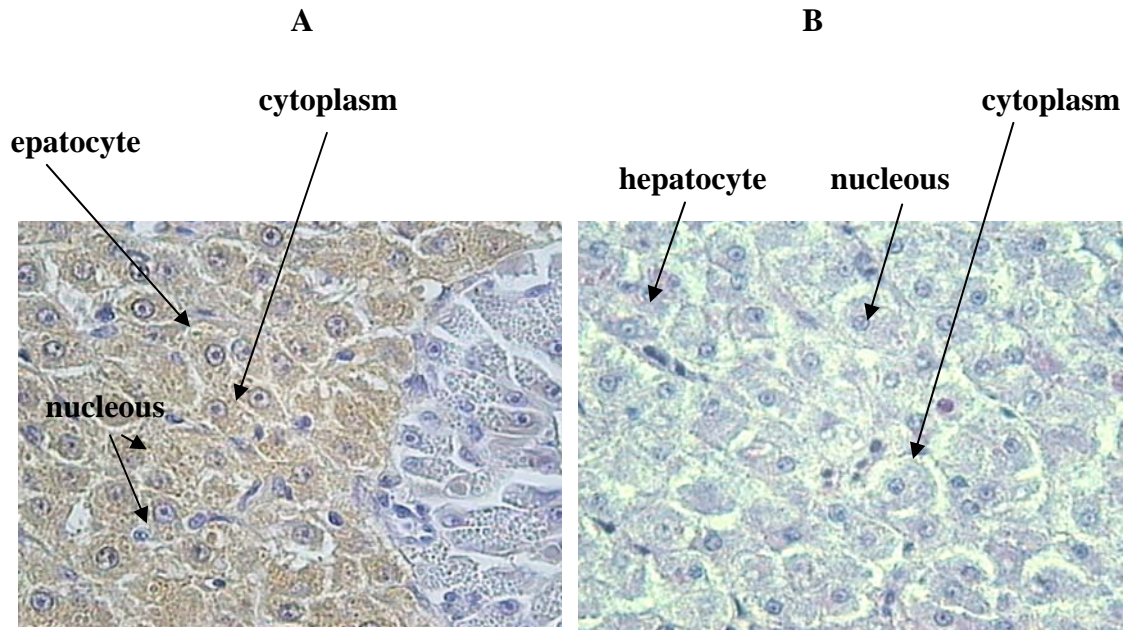 A
B
cytoplasm
cytoplasm
epatocyte
hepatocyte
nucleous
nucleous